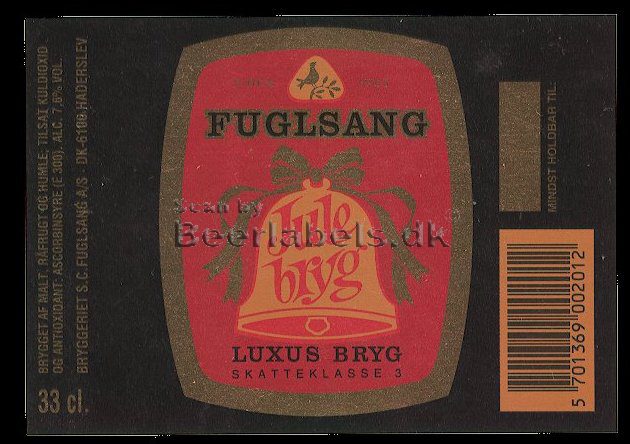 BRYGGET AF MALT, RÅFRUGT OG HUMLE, TILSAT KULDIOXID
OG ANTIOXIDANT: ASCORBINSYRE (E 300). ALC. 7,6% VOL.
BRYGGERIET S.C. FUGLSANG A/S DK-6100 HADERSLEV
33 cl.
FUGLSANG
Scan by
Beerlabels.dk
Jule
bryg
LUXUS BRYG
SKATTEKLASSE 3
MINDST HOLDBAR TIL:
5 701369 002012